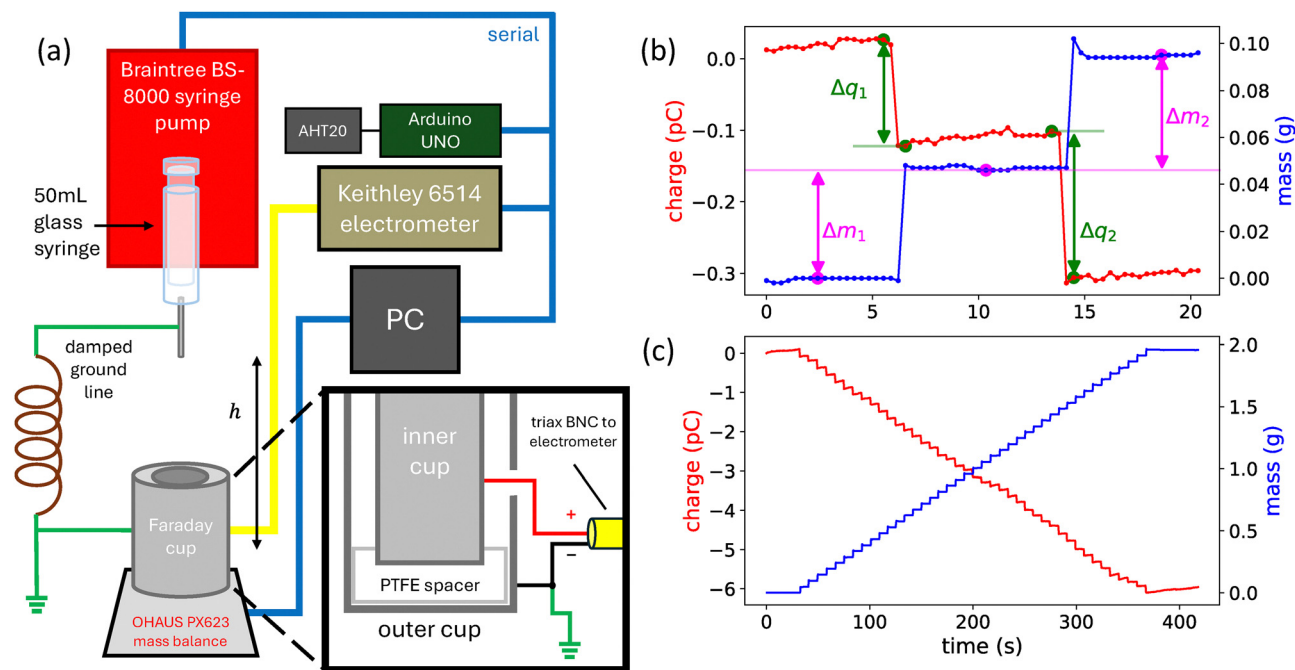 (a)
serial
Braintree BS-
8000 syringe
pump
AHT20
Arduino
UNO
50mL
glass
syringe
Keithley 6514
electrometer
PC
damped
ground
line
h
Faraday
cup
OHAUS PX623
mass balance
inner
cup
triax BNC to
electrometer
+
−
PTFE spacer
outer cup
(b)
charge (pC)
0.0
−0.1
−0.2
−0.3
Δq1
Δm1
Δq2
Δm2
0.10
0.08
0.06
0.04
0.02
0.00
mass (g)
0 5 10 15 20
(c)
charge (pC)
0
−1
−2
−3
−4
−5
−6
2.0
1.5
1.0
0.5
0.0
mass (g)
0 100 200 300 400
time (s)